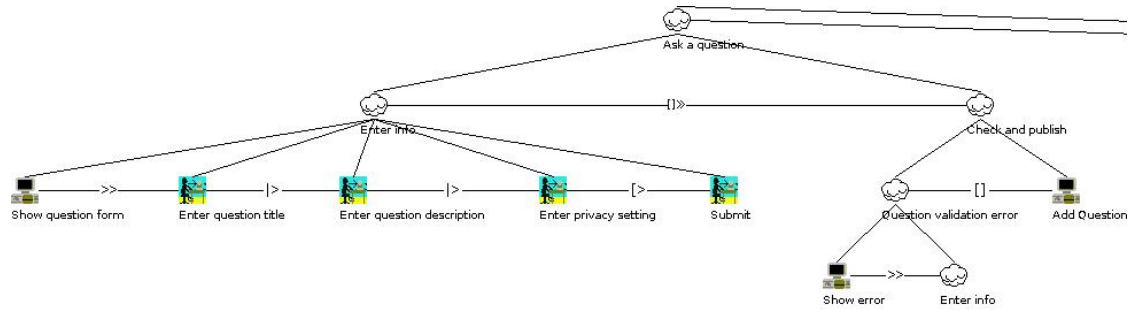 Ask a question
[]»
Enter info
Check and publish
>>
|>
|>
[>
[]
Show question form
Enter question title
Enter question description
Enter privacy setting
Submit
Question validation error
Add Question
>>
Show error
Enter info